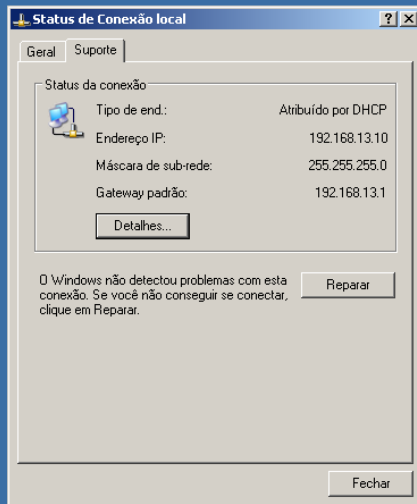 Status de Conexão local
Geral Suporte
Status da conexão
Tipo de end.: Atribuído por DHCP
Endereço IP: 192.168.13.10
Máscara de sub-rede: 255.255.255.0
Gateway padrão: 192.168.13.1
Detalhes...
O Windows não detectou problemas com esta
conexão. Se você não conseguir se conectar,
clique em Reparar.
Reparar
Fechar